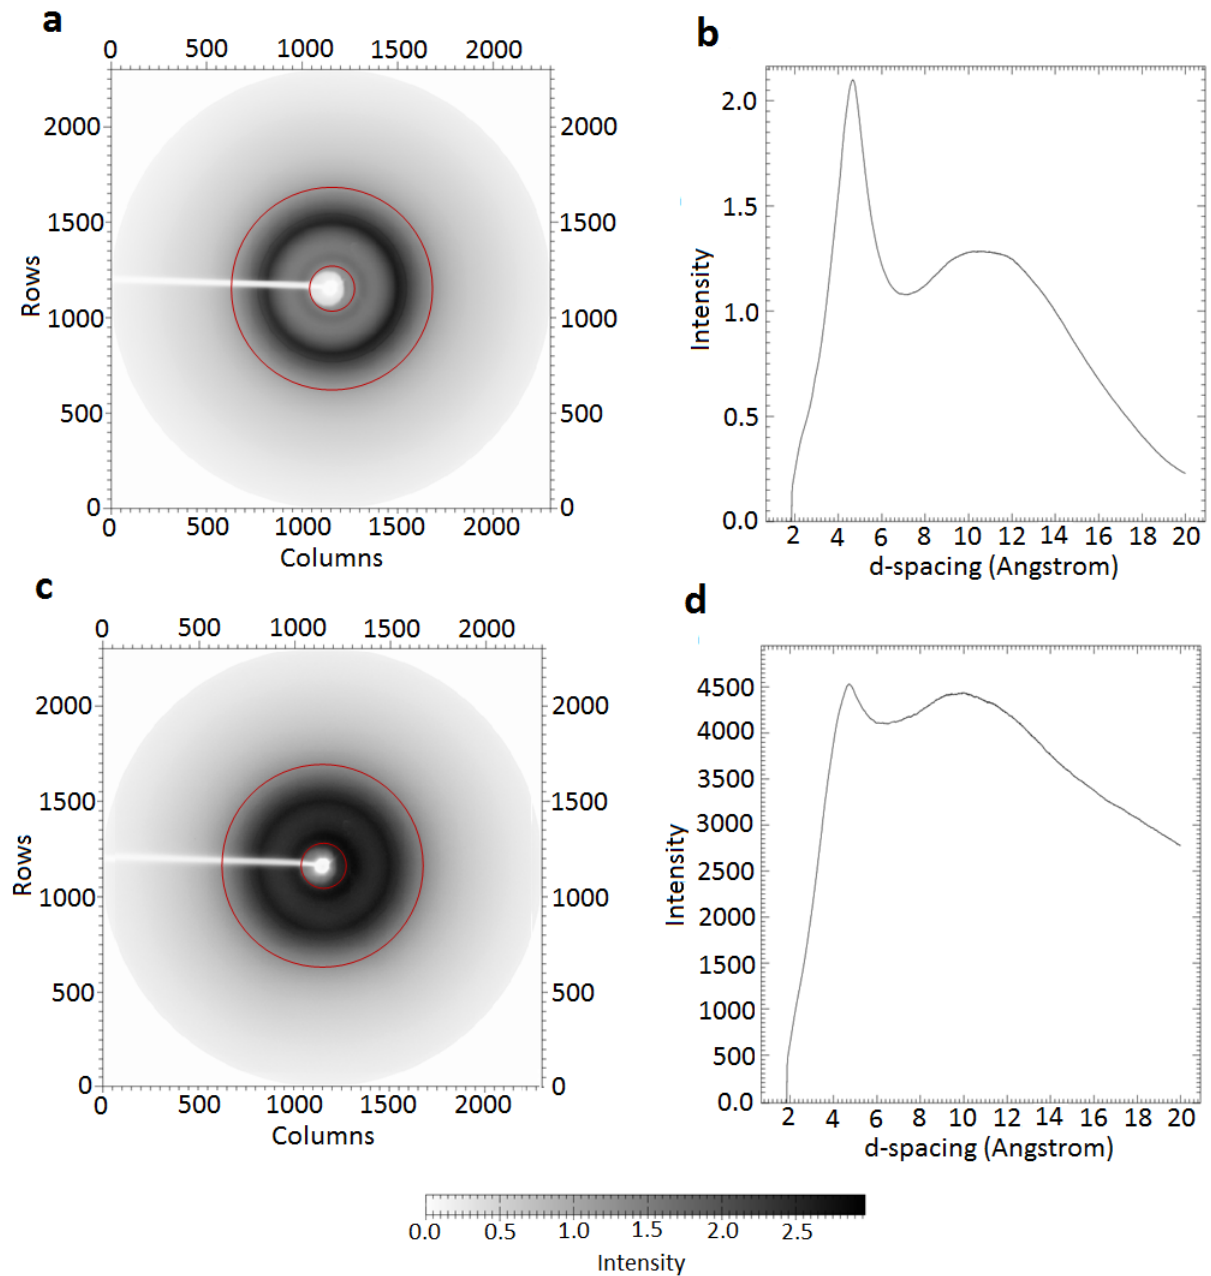 a
0 500 1000 1500 2000
2000 2000
1500 1500
Rows
1000 1000
500 500
0 0
0 500 1000 1500 2000
Columns
b
2.0
1.5
Intensity
1.0
0.5
0.0
2 4 6 8 10 12 14 16 18 20
d-spacing (Angstrom)
c
0 500 1000 1500 2000
2000 2000
1500 1500
Rows
1000 1000
500 500
0 0
0 500 1000 1500 2000
Columns
d
4500
4000
3500
3000
Intensity
2500
2000
1500
1000
500
0.0
2 4 6 8 10 12 14 16 18 20
d-spacing (Angstrom)
0.0 0.5 1.0 1.5 2.0 2.5
Intensity